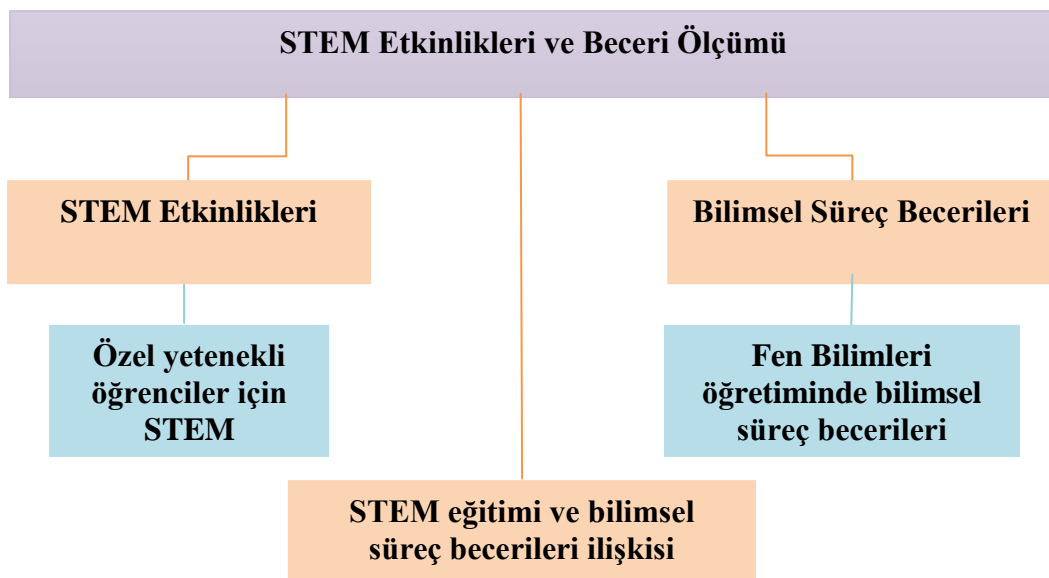 STEM Etkinlikleri ve Beceri Ölçümü
STEM Etkinlikleri
Bilimsel Süreç Becerileri
Özel yetenekli
öğrenciler için
STEM
Fen Bilimleri
öğretiminde bilimsel
süreç becerileri
STEM eğitimi ve bilimsel
süreç becerileri ilişkisi